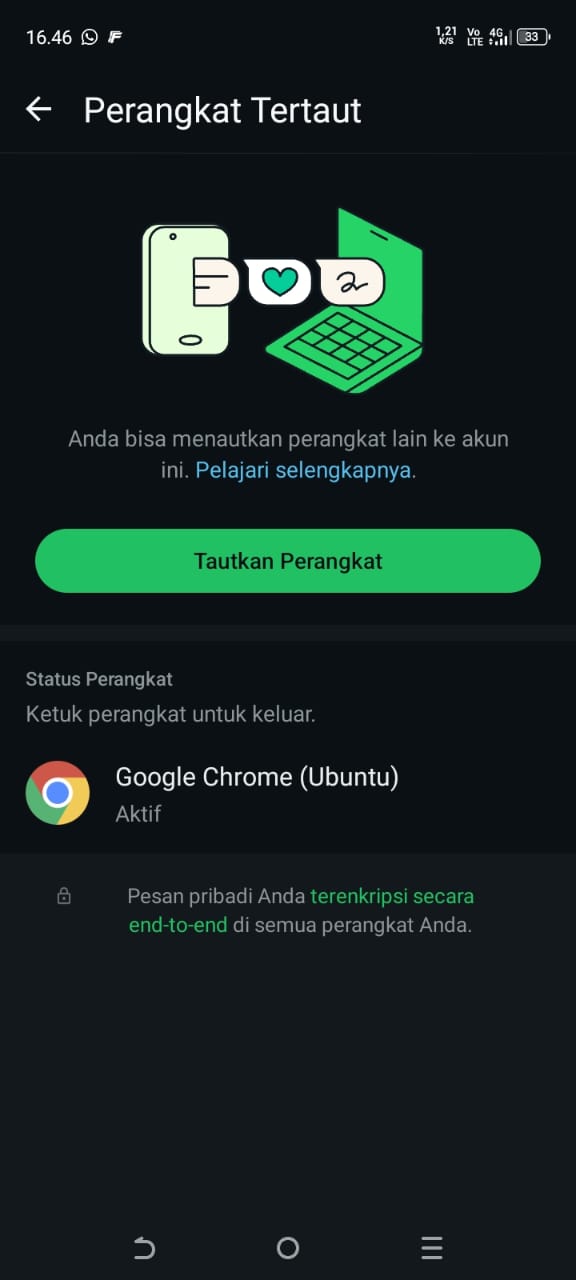 16.46
1,21 K/S Vo LTE 4G 33
Perangkat Tertaut
Anda bisa menautkan perangkat lain ke akun
ini. Pelajari selengkapnya.
Tautkan Perangkat
Status Perangkat
Ketuk perangkat untuk keluar.
Google Chrome (Ubuntu)
Aktif
Pesan pribadi Anda terenkripsi secara
end-to-end di semua perangkat Anda.